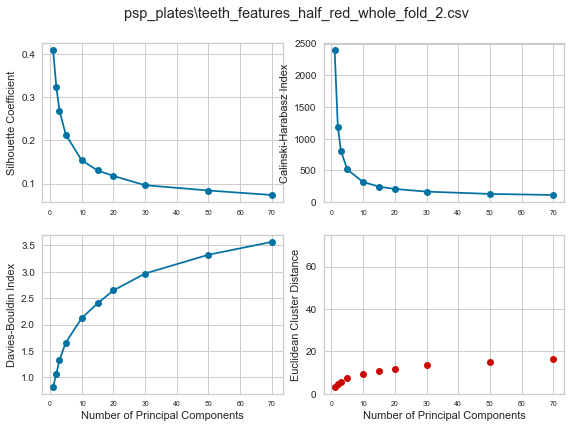 psp_plates\teeth_features_half_red_whole_fold_2.csv
Silhouette Coefficient
0.4
0.3
0.2
0.1
0 10 20 30 40 50 60 70
Calinski-Harabasz Index
2500
2000
1500
1000
500
0
0 10 20 30 40 50 60 70
Davies-Bouldin Index
3.5
3.0
2.5
2.0
1.5
1.0
0 10 20 30 40 50 60 70
Number of Principal Components
Euclidean Cluster Distance
60
40
20
0
0 10 20 30 40 50 60 70
Number of Principal Components